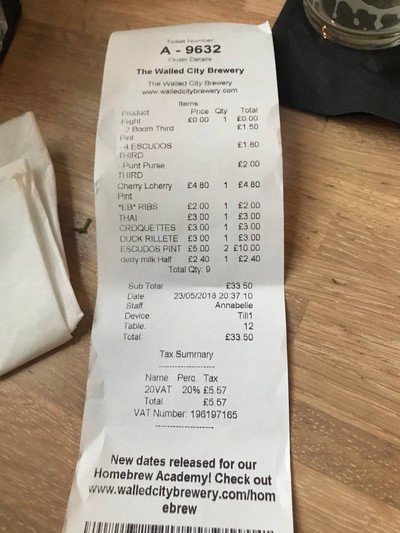 Ticket Number:
A - 9632
Order Details
The Walled City Brewery
The Walled City Brewery
www.walledcitybrewery.com
Items
Product Price Qty Total
Flight £0.00 1 £0.00
- 2 Boom Third £1.50
Pint
- 4 ESCUDOS £1.60
THIRD
- Punt Purse £2.00
THIRD
Cherry Lcherry £4.80 1 £4.80
Pint
*EB* RIBS £2.00 1 £2.00
THAI £3.00 1 £3.00
CROQUETTES £3.00 1 £3.00
DUCK RILLETE £3.00 1 £3.00
ESCUDOS PINT £5.00 2 £10.00
derry milk Half £2.40 1 £2.40
Total Qty: 9
Sub Total £33.50
Date: 23/05/2018 20:37:10
Staff Annabelle
Device: Till1
Table: 12
Total: £33.50
Tax Summary
--------------------
Name Perc. Tax
20VAT 20% £5.57
Total £5.57
VAT Number: 196197165
--------------------
New dates released for our
Homebrew Academy! Check out
www.walledcitybrewery.com/hom
ebrew